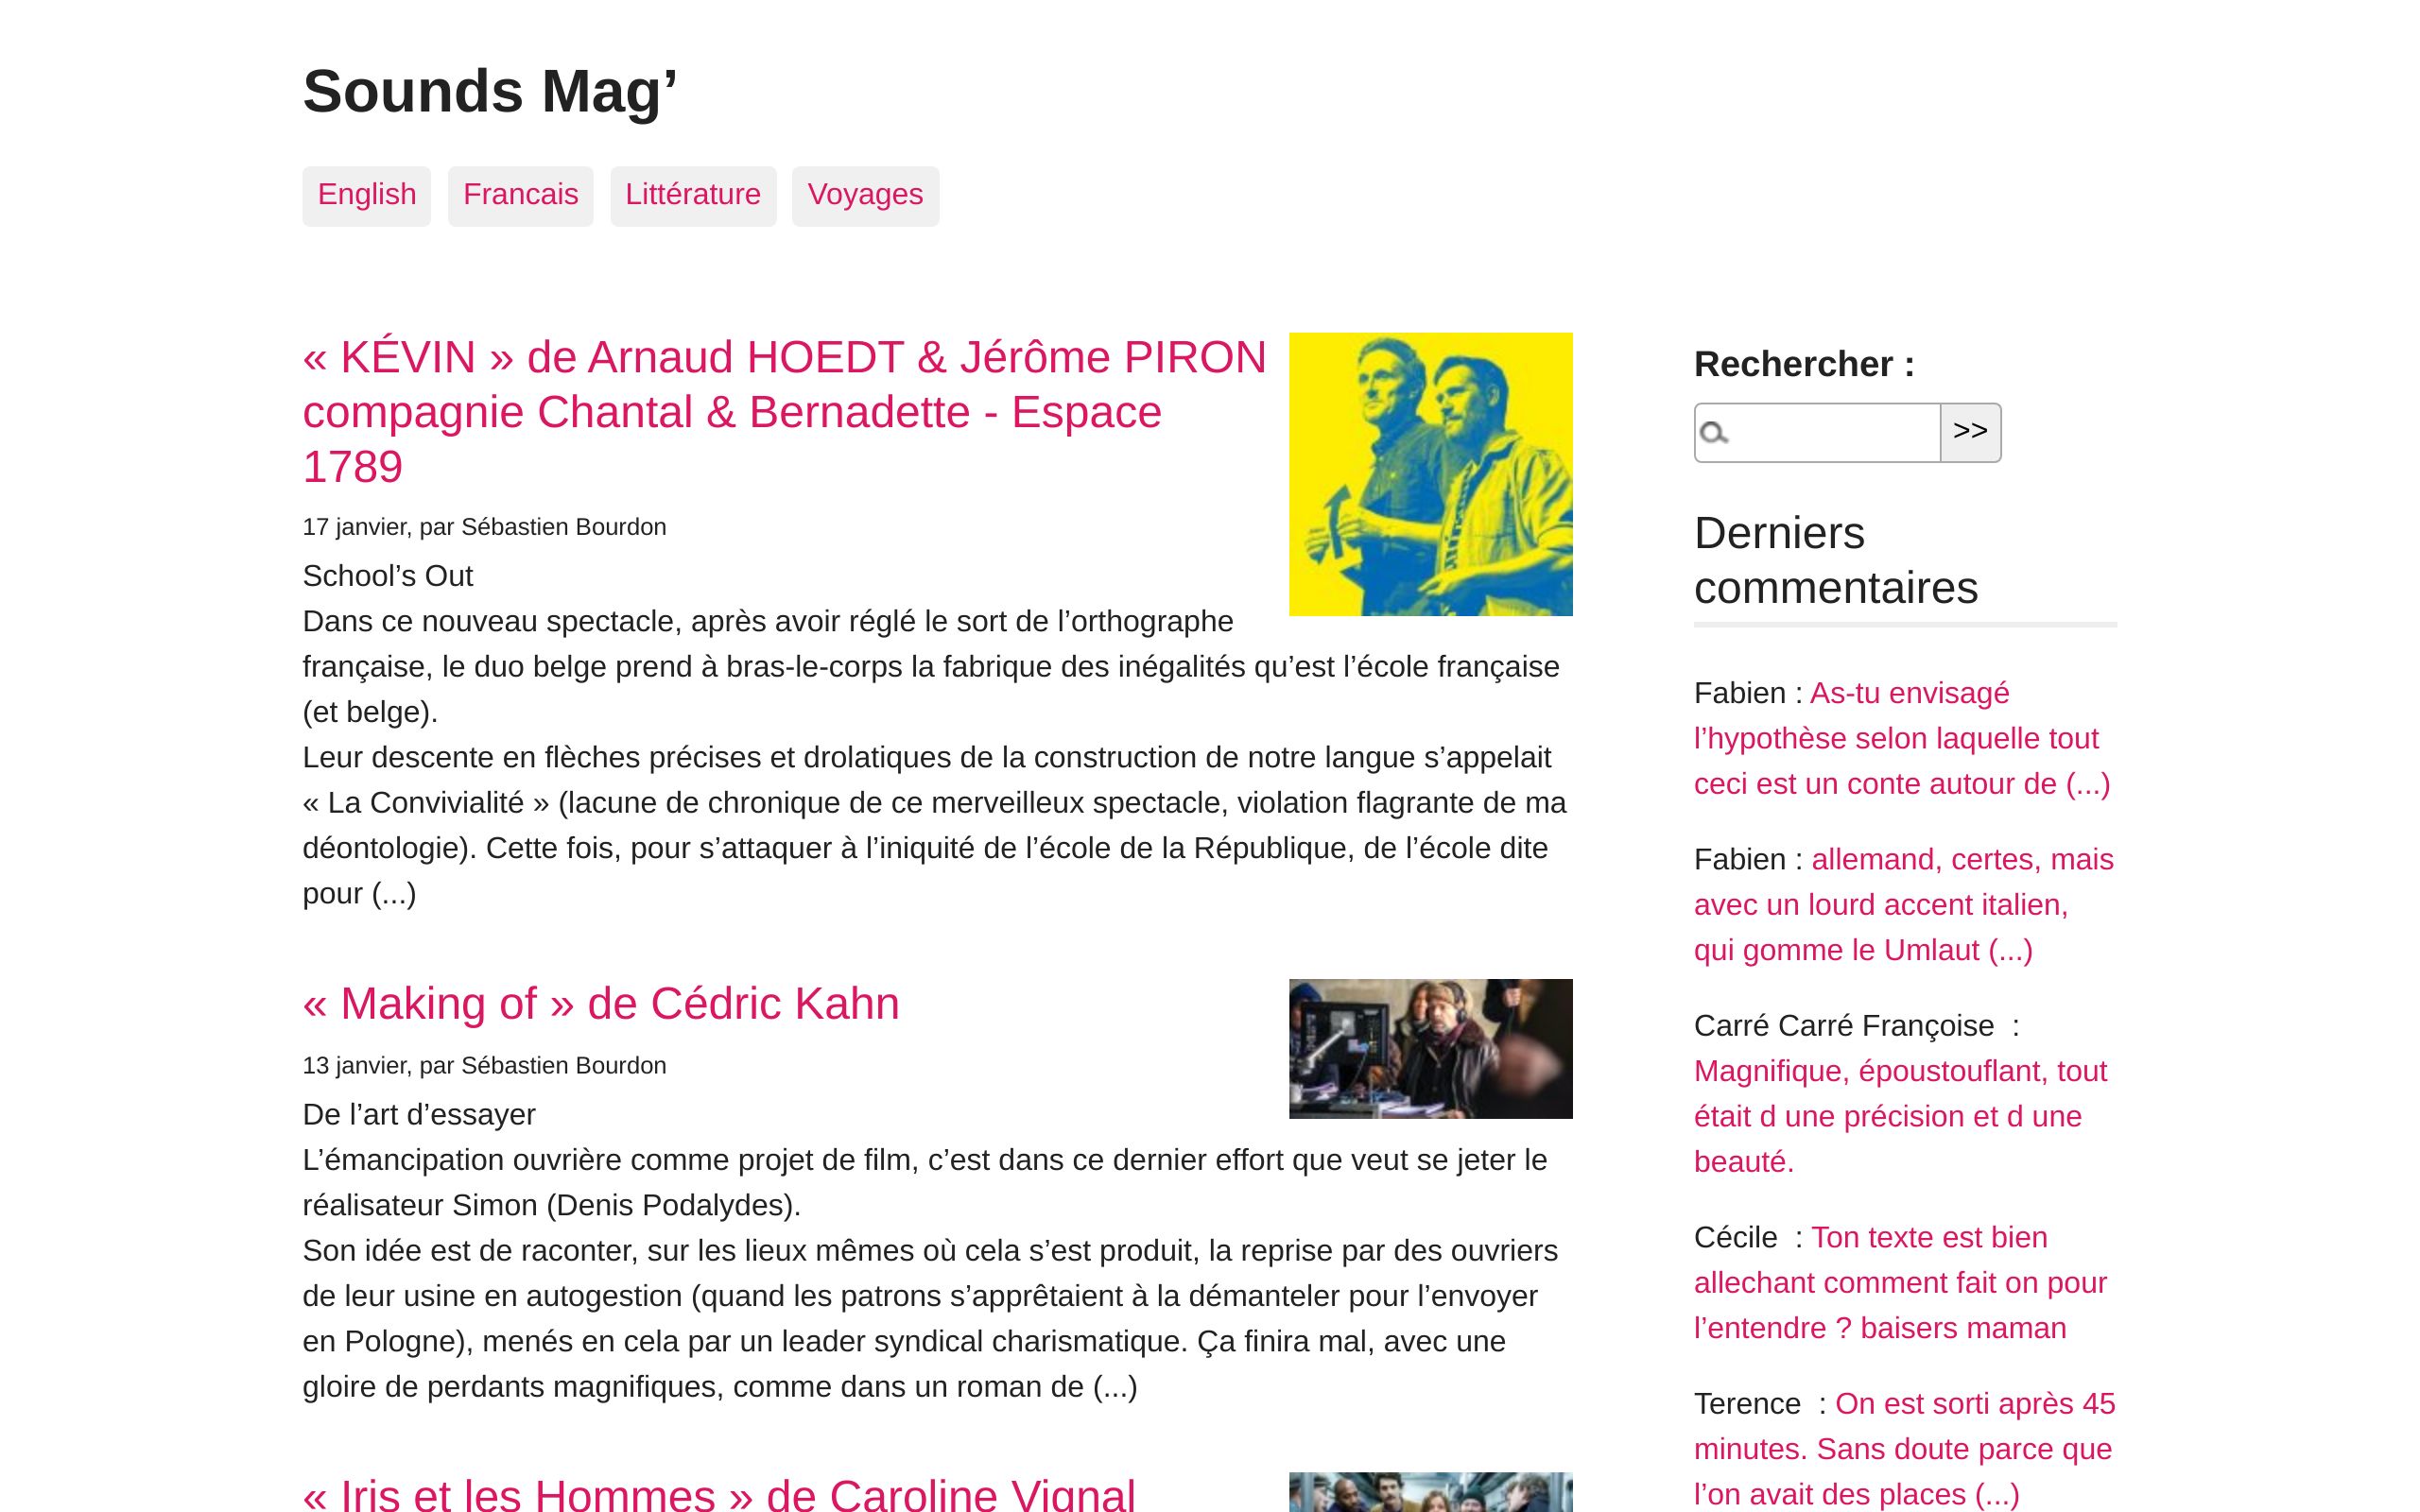 Sounds Mag’
English
Francais
Littérature
Voyages
« KÉVIN » de Arnaud HOEDT & Jérôme PIRON
compagnie Chantal & Bernadette - Espace
1789
17 janvier, par Sébastien Bourdon
School’s Out
Dans ce nouveau spectacle, après avoir réglé le sort de l’orthographe
française, le duo belge prend à bras-le-corps la fabrique des inégalités qu’est l’école française
(et belge).
Leur descente en flèches précises et drolatiques de la construction de notre langue s’appelait
« La Convivialité » (lacune de chronique de ce merveilleux spectacle, violation flagrante de ma
déontologie). Cette fois, pour s’attaquer à l’iniquité de l’école de la République, de l’école dite
pour (...)
« Making of » de Cédric Kahn
13 janvier, par Sébastien Bourdon
De l’art d’essayer
L’émancipation ouvrière comme projet de film, c’est dans ce dernier effort que veut se jeter le
réalisateur Simon (Denis Podalydes).
Son idée est de raconter, sur les lieux mêmes où cela s’est produit, la reprise par des ouvriers
de leur usine en autogestion (quand les patrons s’apprêtaient à la démanteler pour l’envoyer
en Pologne), menés en cela par un leader syndical charismatique. Ça finira mal, avec une
gloire de perdants magnifiques, comme dans un roman de (...)
« Iris et les Hommes » de Caroline Vignal
Rechercher :
>>
Derniers
commentaires
Fabien : As-tu envisagé
l’hypothèse selon laquelle tout
ceci est un conte autour de (...)
Fabien : allemand, certes, mais
avec un lourd accent italien,
qui gomme le Umlaut (...)
Carré Carré Françoise :
Magnifique, époustouflant, tout
était d une précision et d une
beauté.
Cécile : Ton texte est bien
allechant comment fait on pour
l’entendre ? baisers maman
Terence : On est sorti après 45
minutes. Sans doute parce que
l’on avait des places (...)